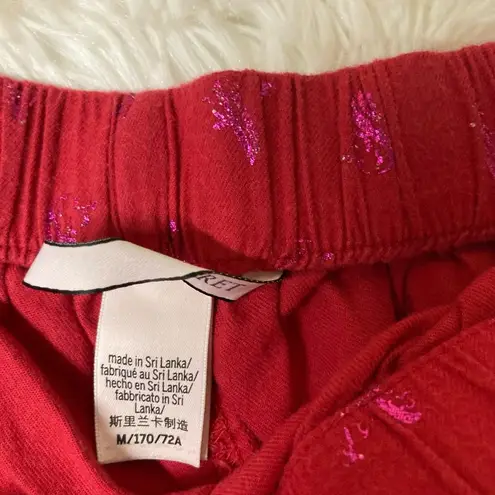 RET
made in Sri Lanka/
fabriqué au Sri Lanka/
hecho en Sri Lanka/
fabbricato in Sri
Lanka/
斯里兰卡制造
M/170/72A